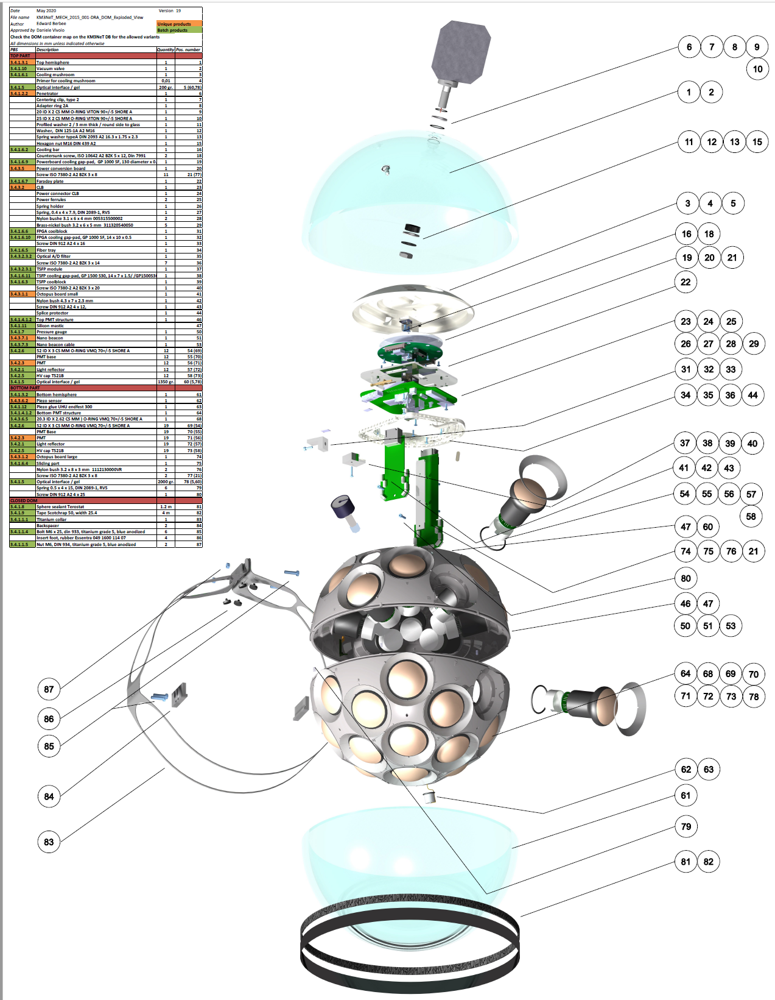 Date May 2020 Version 19
File name KM3NeT_MECH_2015_001-DRA_DOM_Exploded_View
Author Edward Berbee Unique products
Approved by Daniele Vivolo Batch products
Check the DOM container map on the KM3NeT DB for the allowed variants
All dimensions in mm unless indicated otherwise
PBS Description Quantity Pos. number
TOP PART
3.4.1.3.1 Top hemisphere 1 1
3.4.1.10 Vacuum valve 1 2
3.4.1.6.1 Cooling mushroom 1 3
Primer for cooling mushroom 0,01 4
3.4.1.5 Optical interface / gel 200 gr. 5 (60,78)
3.4.1.2.2 Penetrator 1 6
Centering clip, type 2 1 7
Adapter ring 2A 1 8
20 ID X 2 CS MM O-RING VITON 90+/-5 SHORE A 1 9
25 ID X 2 CS MM O-RING VITON 90+/-5 SHORE A 1 10
Profiled washer 2 / 3 mm thick / round side to glass 1 11
Washer, DIN 125-1A A2 M16 1 12
Spring washer typeA DIN 2093 A2 16.3 x 1.75 x 2.3 1 13
Hexagon nut M16 DIN 439 A2 1 15
3.4.1.6.2 Cooling bar 1 16
Countersunk screw, ISO 10642 A2 BZK 5 x 12, Din 7991 2 18
3.4.1.6.9 Powerboard cooling gap-pad, GP 1000 SF, 130 diameter x 0. 1 19
3.4.3.5 Power conversion board 1 20
Screw ISO 7380-2 A2 BZK 3 x 8 11 21 (77)
3.4.1.6.7 Faraday plate 1 22
3.4.3.2 CLB 1 23
Power connector CLB 1 24
Power ferrules 2 25
Spring holder 1 26
Spring, 0.4 x 4 x 7.9, DIN 2089-1, RVS 1 27
Nylon bushe 3.1 x 6 x 4 mm 005315500002 2 28
Brass-nickel bush 3.2 x 6 x 5 mm 311320540050 5 29
3.4.1.6.6 FPGA coolblock 1 31
3.4.1.6.10 FPGA cooling gap-pad, GP 1000 SF, 14 x 10 x 0.5 1 32
Screw DIN 912 A2 4 x 16 1 33
3.4.1.6.5 Fiber tray 1 34
3.4.3.2.3.2 Optical A/D filter 1 35
Screw ISO 7380-2 A2 BZK 3 x 14 7 36
3.4.3.2.3.1 TSFP module 1 37
3.4.1.6.11 TSFP cooling gap-pad, GP 1500 S30, 14 x 7 x 1.5/ /GP1500S30 1 38
3.4.1.6.3 TSFP coolblock 1 39
Screw ISO 7380-2 A2 BZK 3 x 20 1 40
3.4.3.1.1 Octopus board small 1 41
Nylon bush 4.3 x 7 x 2.3 mm 1 42
Screw DIN 912 A2 4 x 12, 1 43
Splice protector 1 44
3.4.1.4.1.2 Top PMT structure 1 46
3.4.1.11 Silicon mastic 47
3.4.1.7 Pressure gauge 1 50
3.4.3.7.1 Nano beacon 1 51
3.4.3.7.3 Nano beacon cable 1 53
3.4.2.6 52 ID X 3 CS MM O-RING VMQ 70+/-5 SHORE A 12 54 (69)
PMT base 12 55 (70)
3.4.2.3 PMT 12 56 (71)
3.4.2.1 Light reflector 12 57 (72)
3.4.2.5 HV cap TS21B 12 58 (73)
3.4.1.5 Optical interface / gel 1350 gr. 60 (5,78)
BOTTOM PART
3.4.1.3.2 Bottom hemisphere 1 61
3.4.3.6.2 Piezo sensor 1 62
3.4.1.12 Piezo glue UHU endfest 300 1 63
3.4.1.4.1.2 Bottom PMT structure 1 64
3.4.3.6.5 20.3 ID X 2.62 CS MM ) O-RING VMQ 70+/-5 SHORE A 1 68
3.4.2.6 52 ID X 3 CS MM O-RING VMQ 70+/-5 SHORE A 19 69 (54)
PMT Base 19 70 (55)
3.4.2.3 PMT 19 71 (56)
3.4.2.1 Light reflector 19 72 (57)
3.4.2.5 HV cap TS21B 19 73 (58)
3.4.3.1.2 Octopus board large 1 74
3.4.1.6.4 Sliding part 1 75
Nylon bush 3.2 x 8 x 3 mm 1112130000VR 2 76
Screw ISO 7380-2 A2 BZK 3 x 8 2 77 (21)
3.4.1.5 Optical interface / gel 2000 gr. 78 (5,60)
Spring 0.5 x 4 x 15, DIN 2089-1, RVS 6 79
Screw DIN 912 A2 4 x 25 1 80
CLOSED DOM
3.4.1.8 Sphere sealant Terostat 1.2 m 81
3.4.1.9 Tape Scotchrap 50, width 25.4 4 m 82
3.4.1.1.1 Titanium collar 1 83
Backspacer 2 84
3.4.1.1.4 Bolt M6 x 25, din 933, titanium grade 5, blue anodized 6 85
Insert foot, rubber Essentra 049 1600 114 07 4 86
3.4.1.1.5 Nut M6, DIN 934, titanium grade 5, blue anodized 2 87
6 7 8 9
10
1 2
11 12 13 15
3 4 5
16 18
19 20 21
22
23 24 25
26 27 28 29
31 32 33
34 35 36 44
37 38 39 40
41 42 43
54 55 56 57
58
47 60
74 75 76 21
80
46 47
50 51 53
64 68 69 70
71 72 73 78
62 63
61
79
81 82
87
86
85
84
83